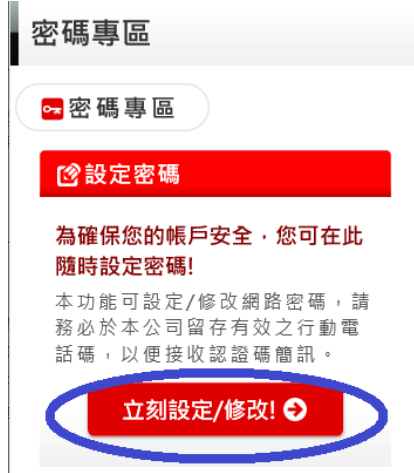 密碼專區
密碼專區
設定密碼
為確保您的帳戶安全，您可在此
隨時設定密碼!
本功能可設定/修改網路密碼，請
務必於本公司留存有效之行動電
話碼，以便接收認證碼簡訊。
立刻設定/修改!